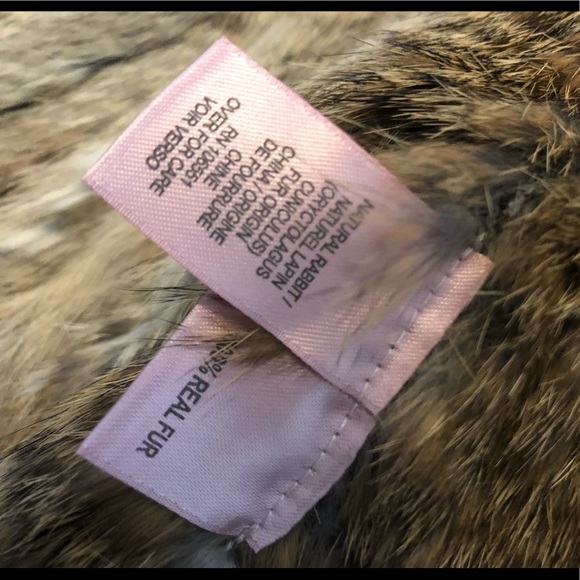 NATURAL RABBIT/
NATUREL LAPIN
(ORYCTOLAGUS
CUNICULUS)
FUR ORIGIN
CHINA / ORIGINE
DE FOURRURE:
CHINE
RN 106551
OVER FOR CARE
VOIR VERSO
REAL FUR